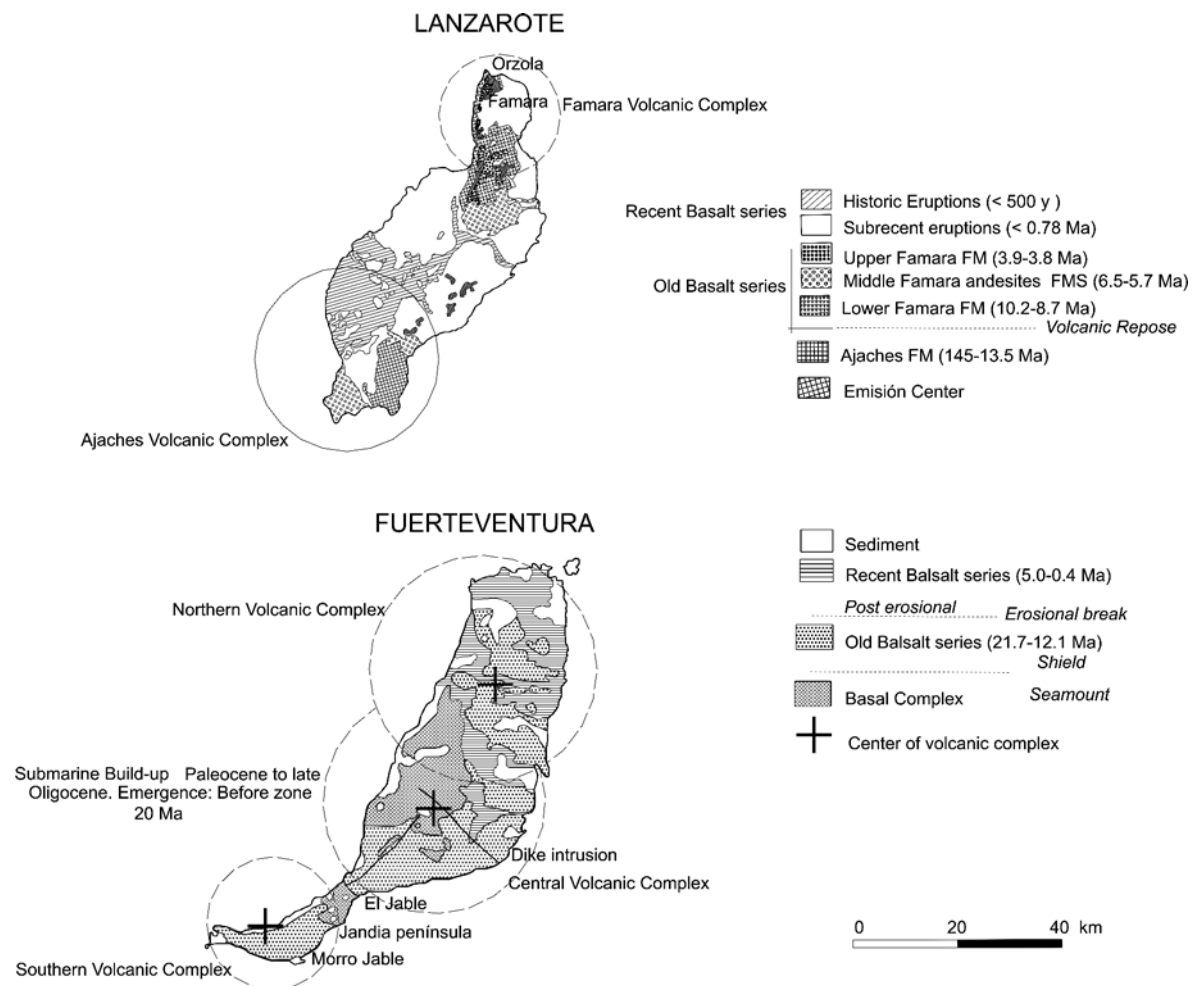 LANZAROTE
Orzola
Famara
Famara Volcanic Complex
Ajaches Volcanic Complex
Recent Basalt series
Historic Eruptions (< 500 y )
Subrecent eruptions (< 0.78 Ma)
Old Basalt series
Upper Famara FM (3.9-3.8 Ma)
Middle Famara andesites FMS (6.5-5.7 Ma)
Lower Famara FM (10.2-8.7 Ma)
Volcanic Repose
Ajaches FM (145-13.5 Ma)
Emisión Center
FUERTEVENTURA
Northern Volcanic Complex
Submarine Build-up Paleocene to late
Oligocene. Emergence: Before zone
20 Ma
Dike intrusion
Central Volcanic Complex
El Jable
Jandia península
Morro Jable
Southern Volcanic Complex
Sediment
Recent Balsalt series (5.0-0.4 Ma)
Post erosional
Erosional break
Old Balsalt series (21.7-12.1 Ma)
Shield
Basal Complex
Seamount
Center of volcanic complex
0 20 40 km